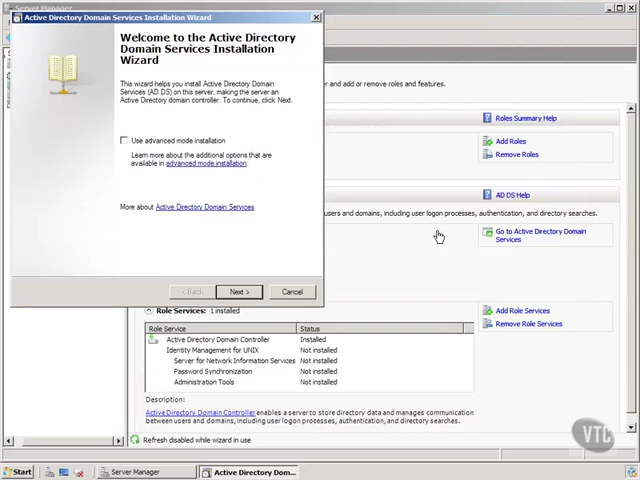 Server Manager
Active Directory Domain Services Installation Wizard
Welcome to the Active Directory
Domain Services Installation
Wizard
This wizard helps you install Active Directory Domain
Services (AD DS) on this server, making the server an
Active Directory domain controller. To continue, click Next.
Use advanced mode installation
Learn more about the additional options that are
available in advanced mode installation.
More about Active Directory Domain Services
< Back
Next >
Cancel
er and add or remove roles and features.
Roles Summary Help
Add Roles
Remove Roles
AD DS Help
users and domains, including user logon processes, authentication, and directory searches.
Go to Active Directory Domain
Services
Role Services: 1 installed
Add Role Services
Remove Role Services
Role Service Status
Active Directory Domain Controller Installed
Identity Management for UNIX Not installed
Server for Network Information Services Not installed
Password Synchronization Not installed
Administration Tools Not installed
Description:
Active Directory Domain Controller enables a server to store directory data and manages communication
between users and domains, including user logon processes, authentication, and directory searches.
Refresh disabled while wizard in use
VTC
Start
Server Manager
Active Directory Dom...